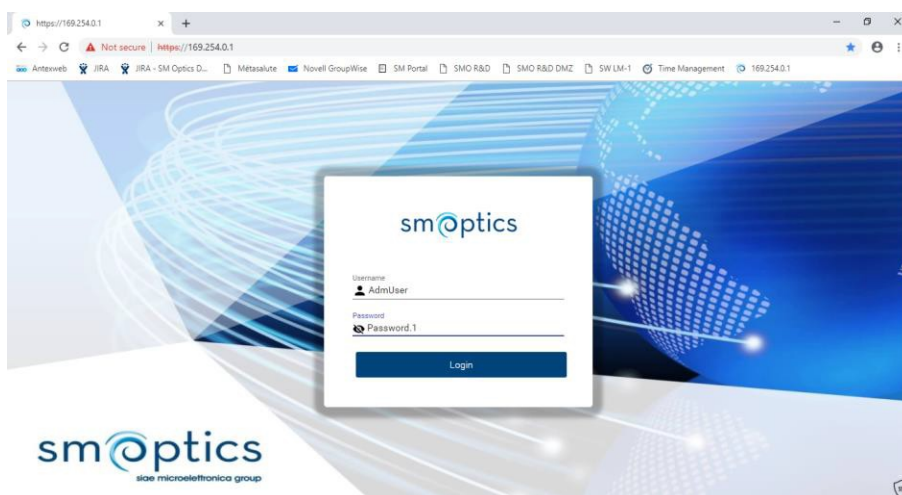 https://169.254.0.1
Not secure | https://169.254.0.1
Antexweb JIRA JIRA - SM Optics D... Metasalute Novell GroupWise SM Portal SMO R&D SMO R&D DMZ SW LM-1 Time Management 169.254.0.1
smoptics
Username
AdmUser
Password
Password.1
Login
smoptics
siae microelettronica group